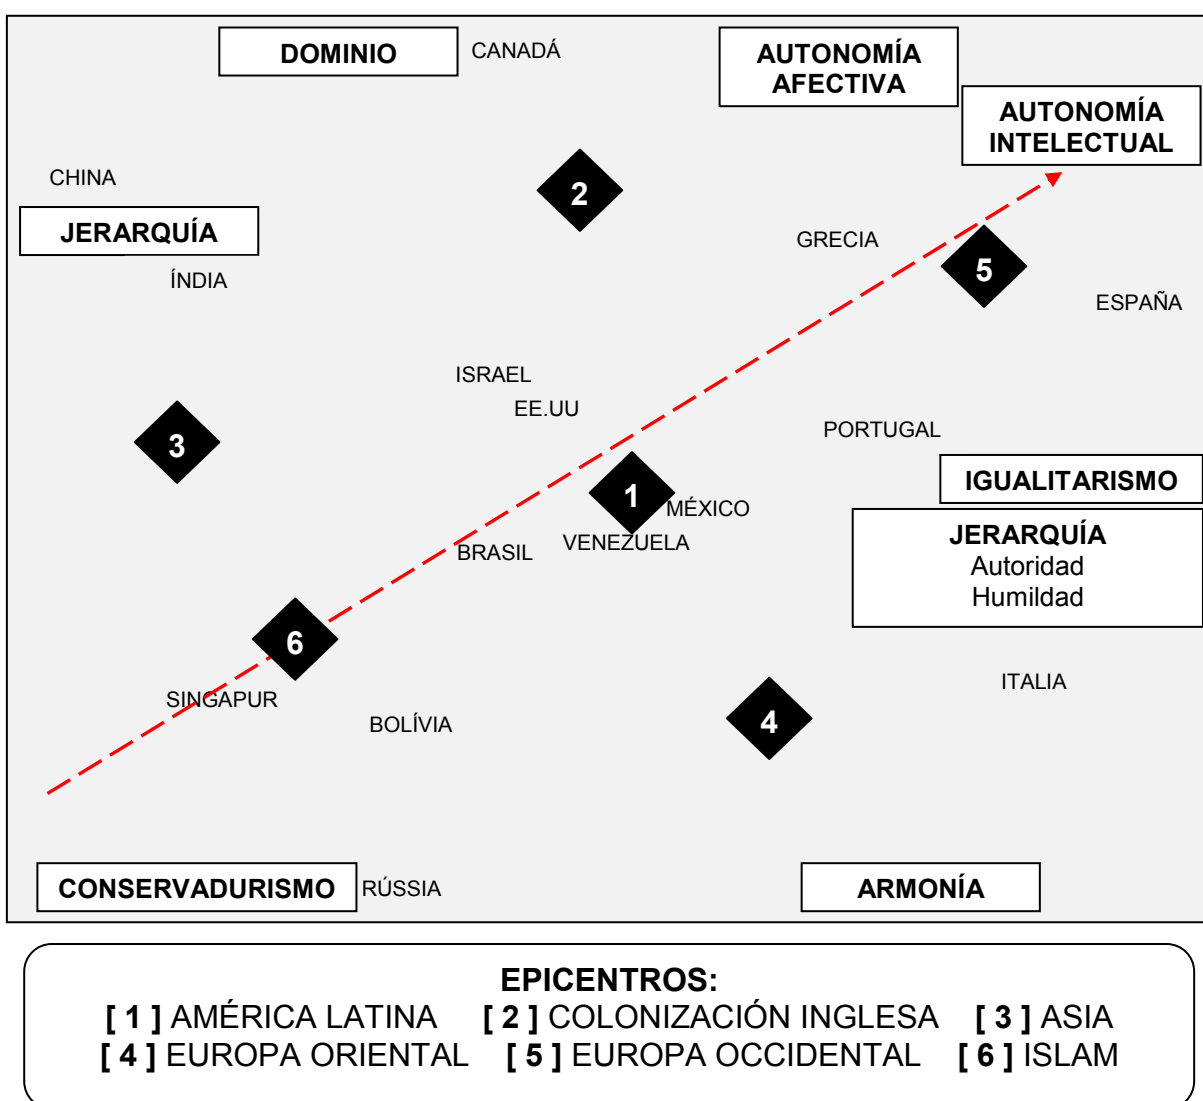 DOMINIO
CANADÁ
AUTONOMÍA
AFECTIVA
AUTONOMÍA
INTELECTUAL
CHINA
2
JERARQUÍA
GRECIA
5
ÍNDIA
ESPAÑA
ISRAEL
EE.UU
3
PORTUGAL
IGUALITARISMO
1
MÉXICO
VENEZUELA
BRASIL
JERARQUÍA
Autoridad
Humildad
6
ITALIA
SINGAPUR
BOLÍVIA
4
CONSERVADURISMO
RÚSSIA
ARMONÍA
EPICENTROS:
[ 1 ] AMÉRICA LATINA [ 2 ] COLONIZACIÓN INGLESA [ 3 ] ASIA
[ 4 ] EUROPA ORIENTAL [ 5 ] EUROPA OCCIDENTAL [ 6 ] ISLAM